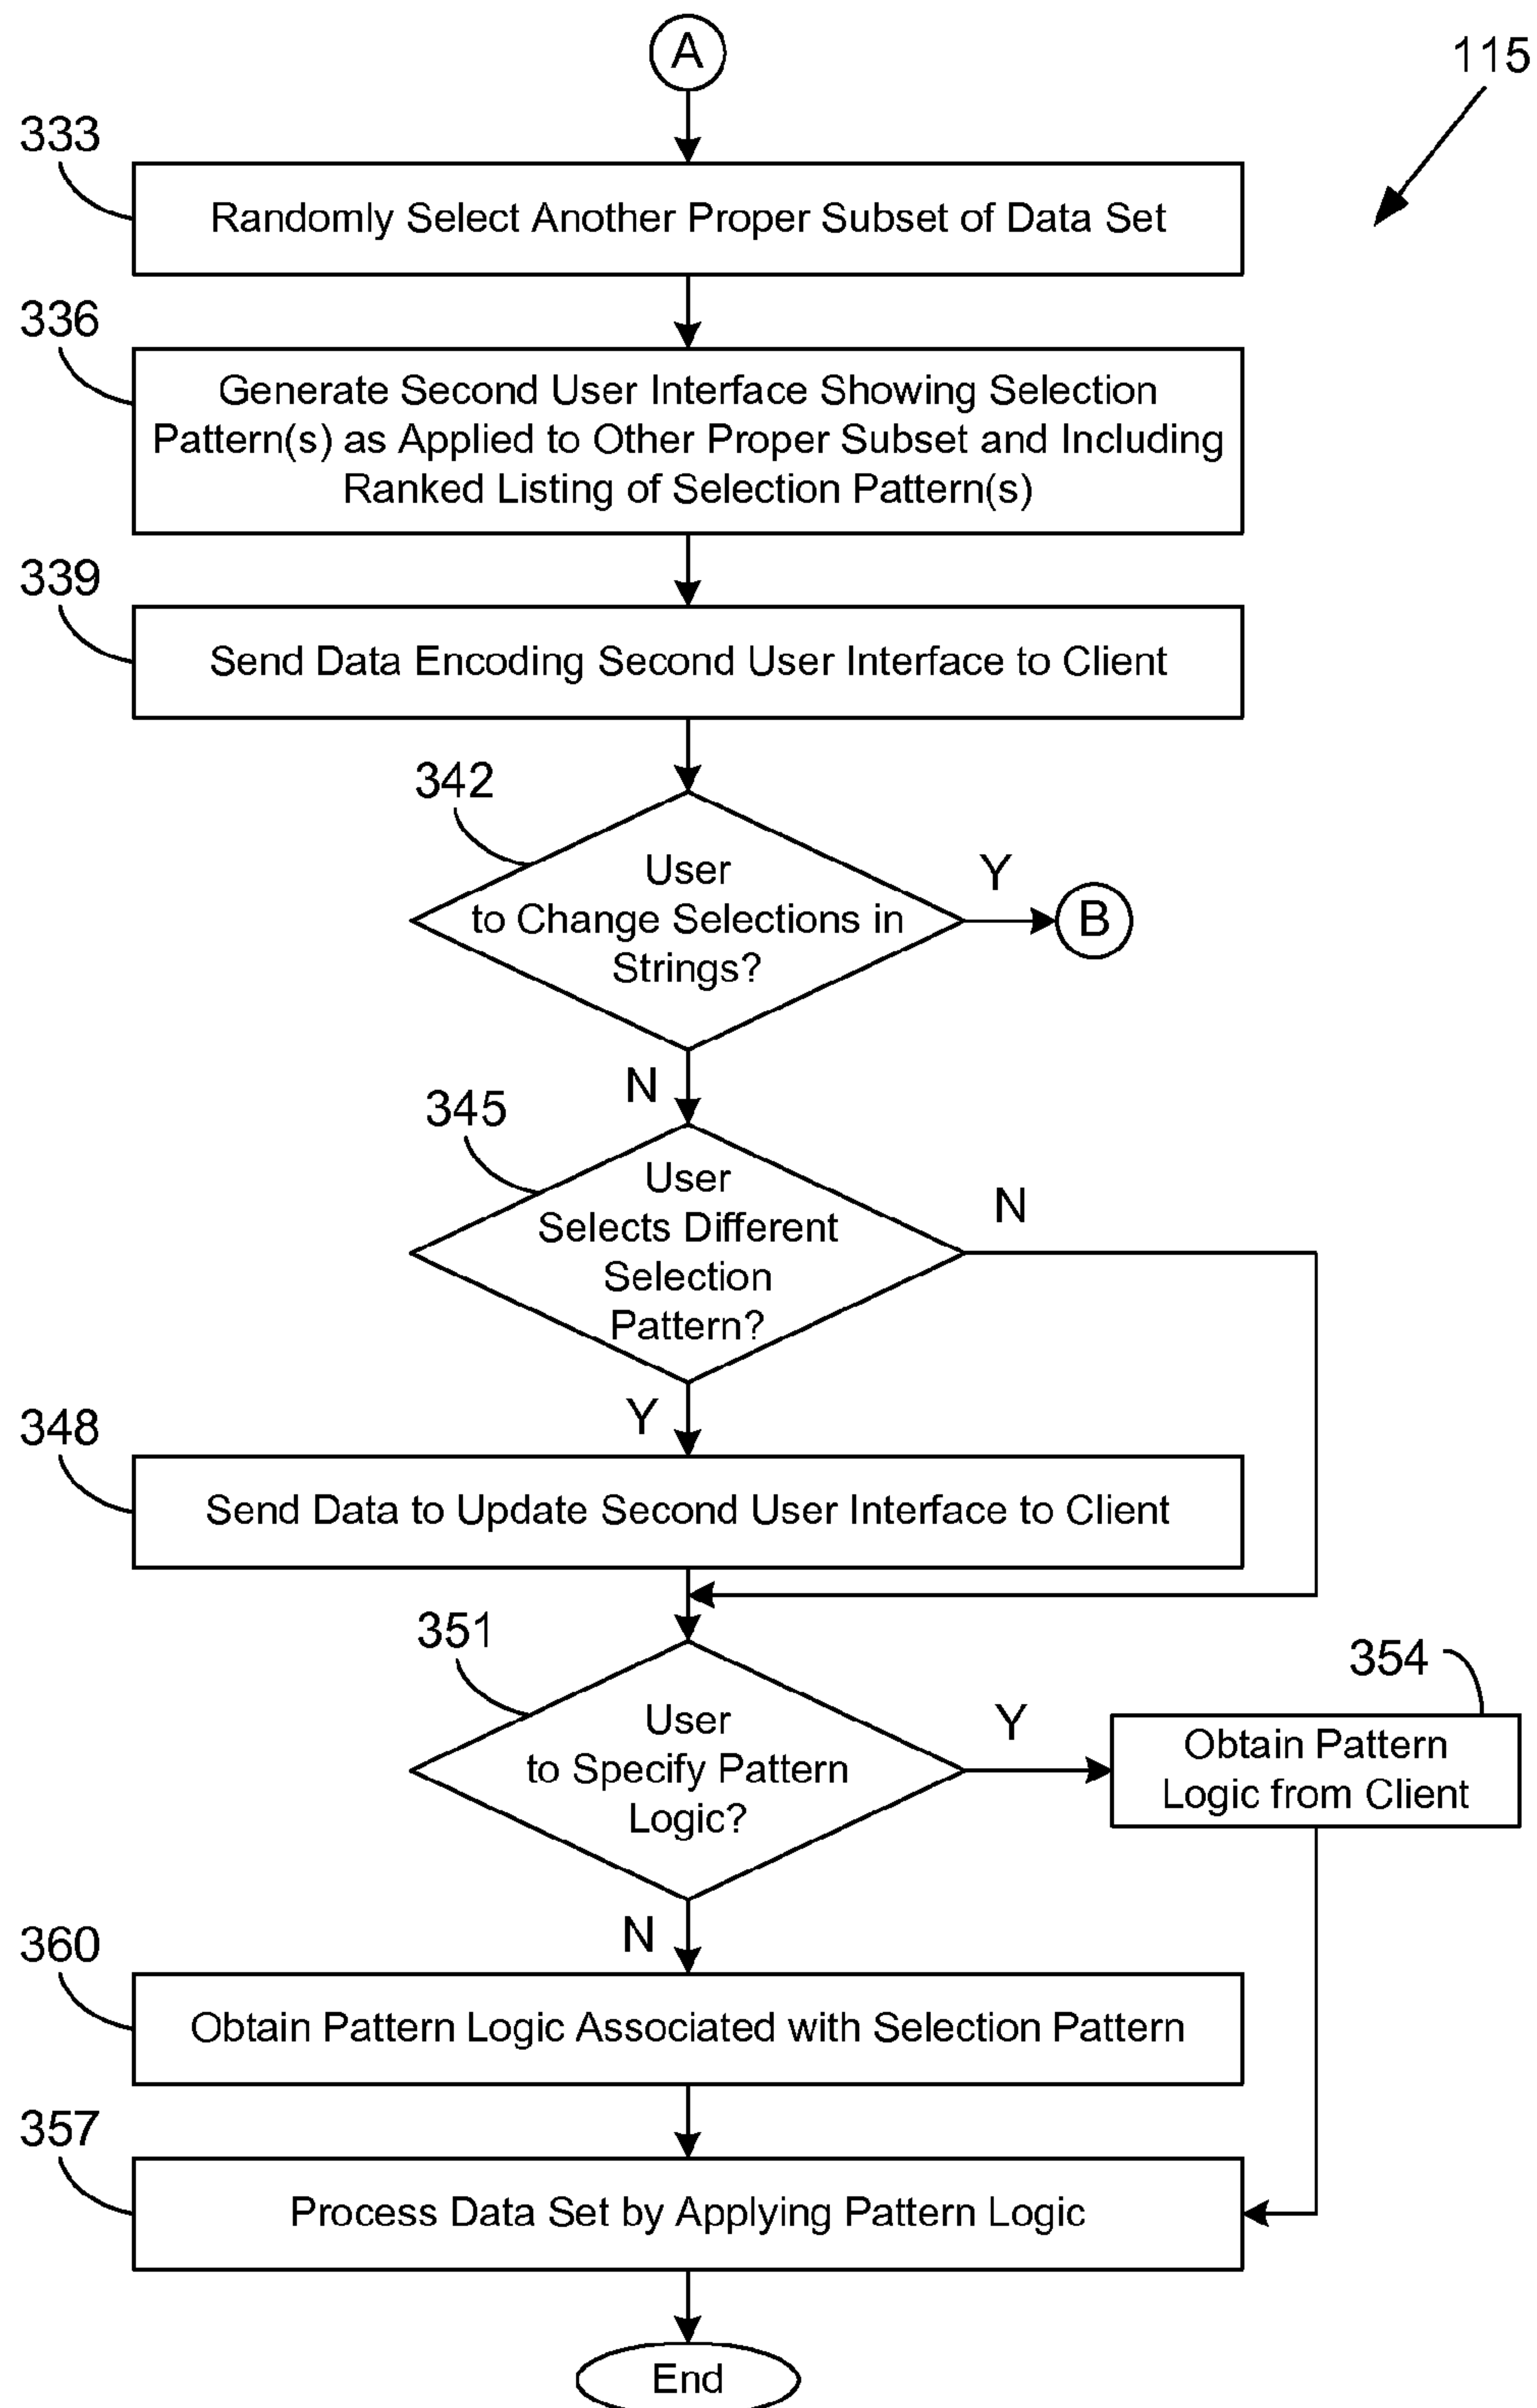 A
115
333
Randomly Select Another Proper Subset of Data Set
336
Generate Second User Interface Showing Selection
Pattern(s) as Applied to Other Proper Subset and Including
Ranked Listing of Selection Pattern(s)
339
Send Data Encoding Second User Interface to Client
342
User
to Change Selections in
Strings?
Y
B
N
345
User
Selects Different
Selection
Pattern?
N
Y
348
Send Data to Update Second User Interface to Client
351
User
to Specify Pattern
Logic?
Y
354
Obtain Pattern
Logic from Client
N
360
Obtain Pattern Logic Associated with Selection Pattern
357
Process Data Set by Applying Pattern Logic
End